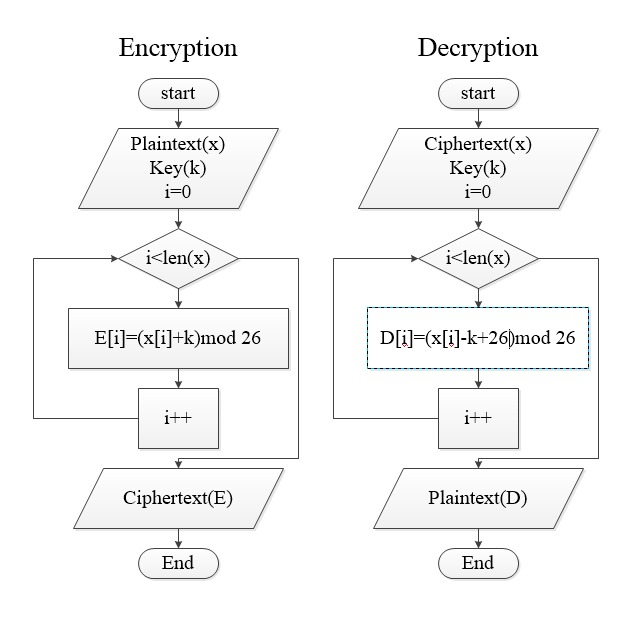 Encryption
start
Plaintext(x)
Key(k)
i=0
i<len(x)
E[i]=(x[i]+k)mod 26
i++
Ciphertext(E)
End
Decryption
start
Ciphertext(x)
Key(k)
i=0
i<len(x)
D[i]=(x[i]-k+26)mod 26
i++
Plaintext(D)
End